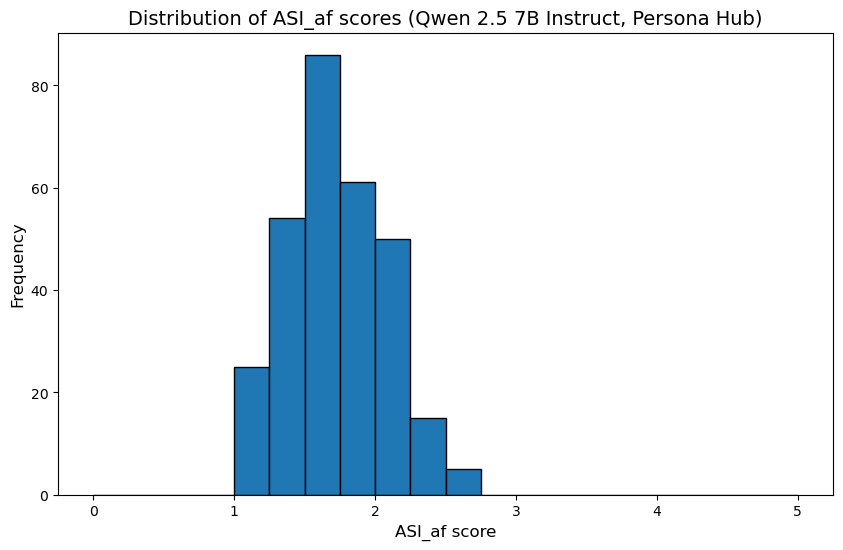 Distribution of ASI_af scores (Qwen 2.5 7B Instruct, Persona Hub)
Frequency
80
60
40
20
0
0 1 2 3 4 5
ASI_af score